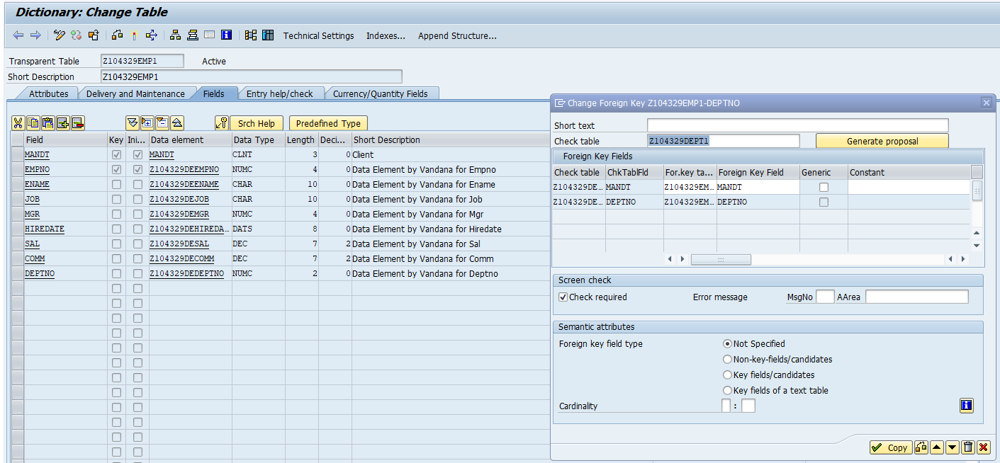 Dictionary: Change Table
Technical Settings Indexes... Append Structure...
Transparent Table Z104329EMP1 Active
Short Description Z104329EMP1
Attributes Delivery and Maintenance Fields Entry help/check Currency/Quantity Fields
Srch Help Predefined Type
Field Key Ini... Data element Data Type Length Deci... Short Description
MANDT MANDT CLNT 3 0 Client
EMPNO Z104329DEEMPNO NUMC 4 0 Data Element by Vandana for Empno
ENAME Z104329DEENAME CHAR 10 0 Data Element by Vandana for Ename
JOB Z104329DEJOB CHAR 10 0 Data Element by Vandana for Job
MGR Z104329DEMGR NUMC 4 0 Data Element by Vandana for Mgr
HIREDATE Z104329DEHIREDA... DATS 8 0 Data Element by Vandana for Hiredate
SAL Z104329DESAL DEC 7 2 Data Element by Vandana for Sal
COMM Z104329DECOMM DEC 7 2 Data Element by Vandana for Comm
DEPTNO Z104329DEDEPTNO NUMC 2 0 Data Element by Vandana for Deptno
Change Foreign Key Z104329EMP1-DEPTNO
Short text
Check table Z104329DEPT1 Generate proposal
Foreign Key Fields
Check table ChkTablFld For.key ta... Foreign Key Field Generic Constant
Z104329DE... MANDT Z104329EM... MANDT
Z104329DE... DEPTNO Z104329EM... DEPTNO
Screen check
Check required Error message MsgNo AArea
Semantic attributes
Foreign key field type Not Specified
Non-key-fields/candidates
Key fields/candidates
Key fields of a text table
Cardinality :
Copy